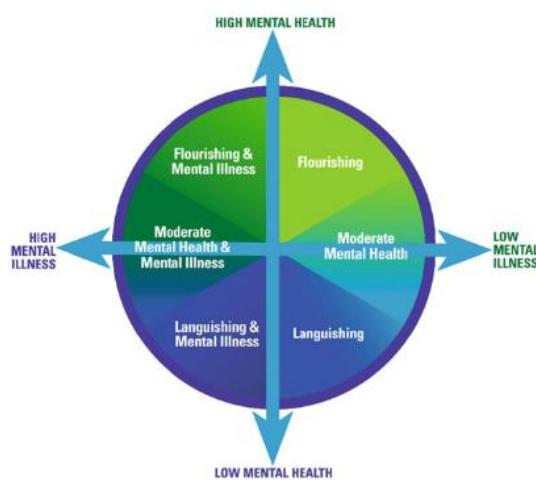 HIGH MENTAL HEALTH
Flourishing &
Mental Illness
Flourishing
HIGH
MENTAL
ILLNESS
Moderate
Mental Health &
Mental Illness
Moderate
Mental Health
LOW
MENTAL
ILLNESS
Languishing &
Mental Illness
Languishing
LOW MENTAL HEALTH